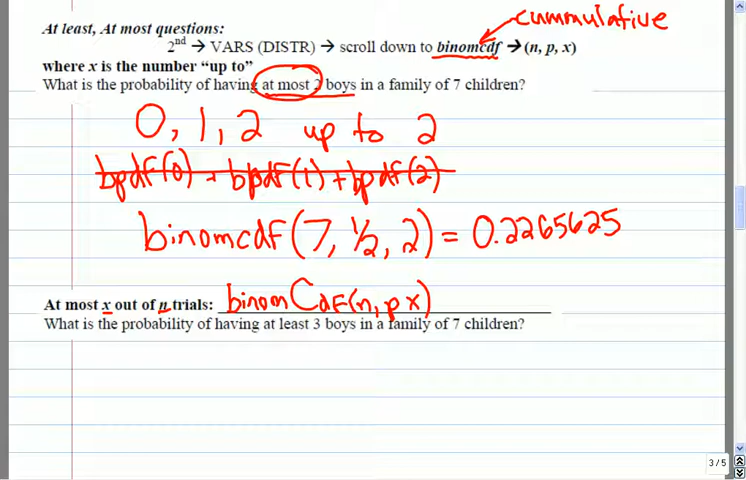 cummulative
At least, At most questions:
2nd → VARS (DISTR) → scroll down to binomcdf → (n, p, x)
where x is the number “up to”
What is the probability of having at most 2 boys in a family of 7 children?
0, 1, 2 up to 2
bpdf(0) + bpdf(1) + bpdf(2)
binomcdf(7, 1/2, 2) = 0.2265625
At most x out of n trials: binomCdf(n, p x)
What is the probability of having at least 3 boys in a family of 7 children?
3 / 5